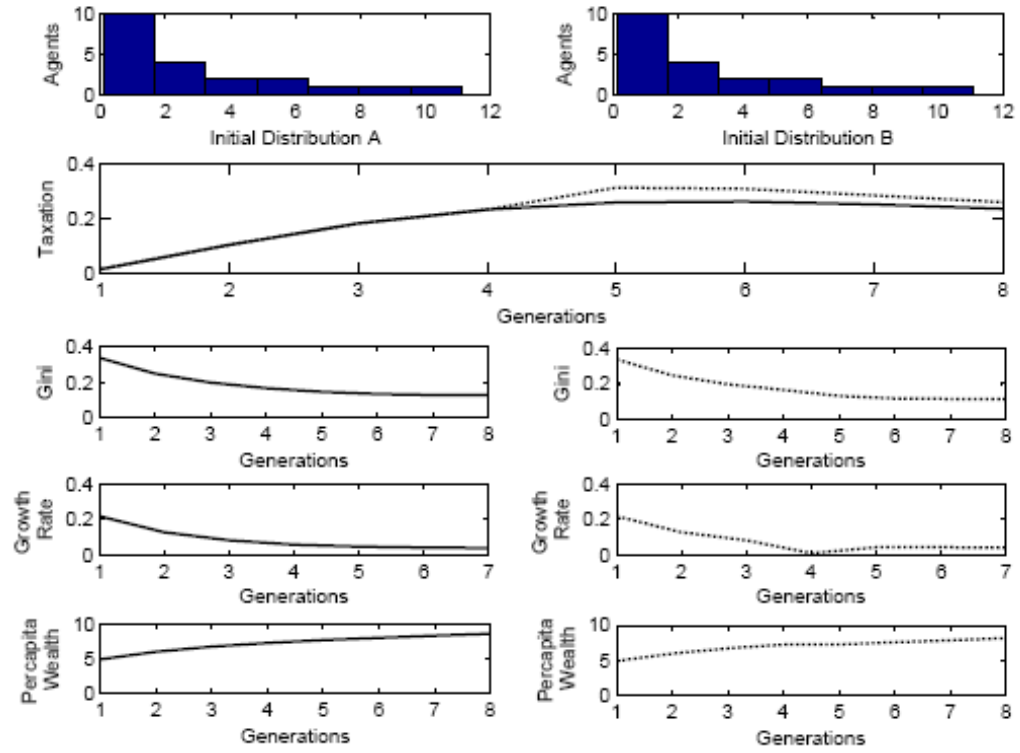 10
5
0
Agents
0 2 4 6 8 10 12
Initial Distribution A
10
5
0
Agents
0 2 4 6 8 10 12
Initial Distribution B
0.4
0.2
0
Taxation
1 2 3 4 5 6 7 8
Generations
0.4
0.2
0
Gini
1 2 3 4 5 6 7 8
Generations
0.4
0.2
0
Gini
1 2 3 4 5 6 7 8
Generations
0.4
0.2
0
Growth
Rate
1 2 3 4 5 6 7
Generations
0.4
0.2
0
Growth
Rate
1 2 3 4 5 6 7
Generations
10
5
0
Percapita
Wealth
1 2 3 4 5 6 7 8
Generations
10
5
0
Percapita
Wealth
1 2 3 4 5 6 7 8
Generations